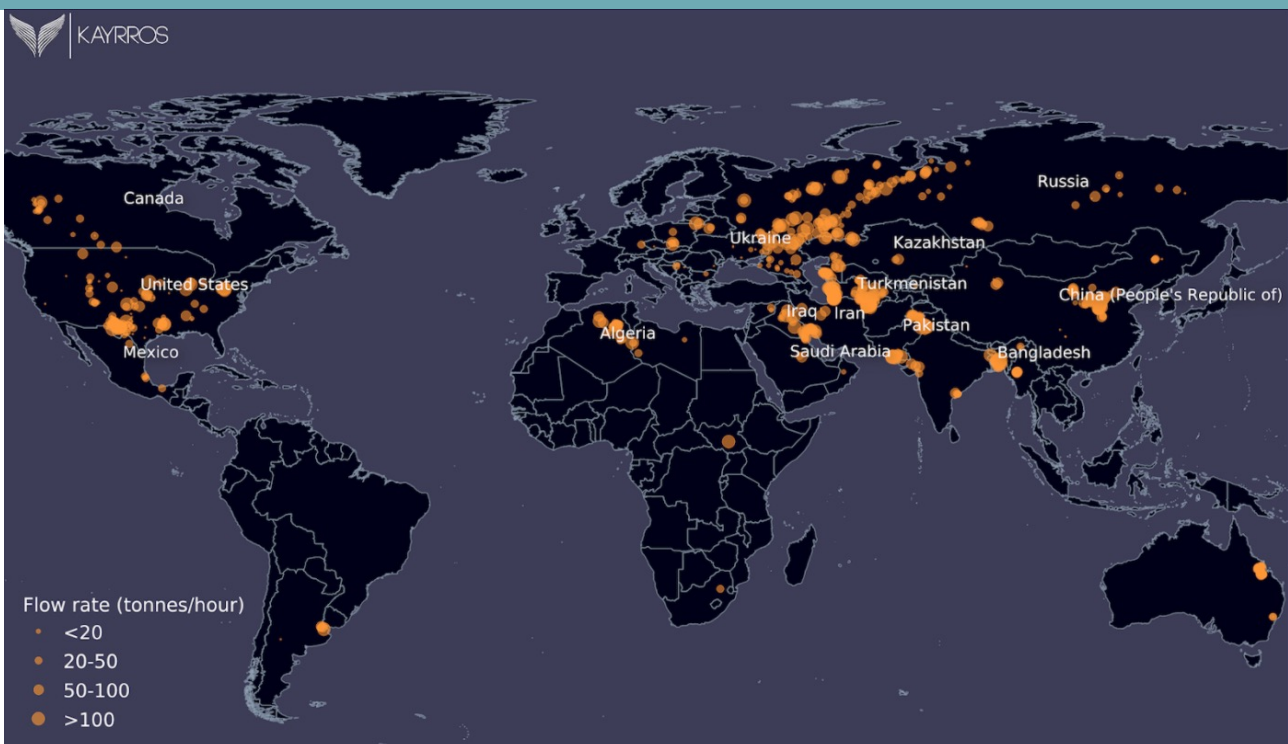 KAYRROS
Canada
Russia
Ukraine
Kazakhstan
United States
Turkmenistan
China (People's Republic of)
Iraq
Iran
Algeria
Pakistan
Mexico
Saudi Arabia
Bangladesh
Flow rate (tonnes/hour)
<20
20-50
50-100
>100